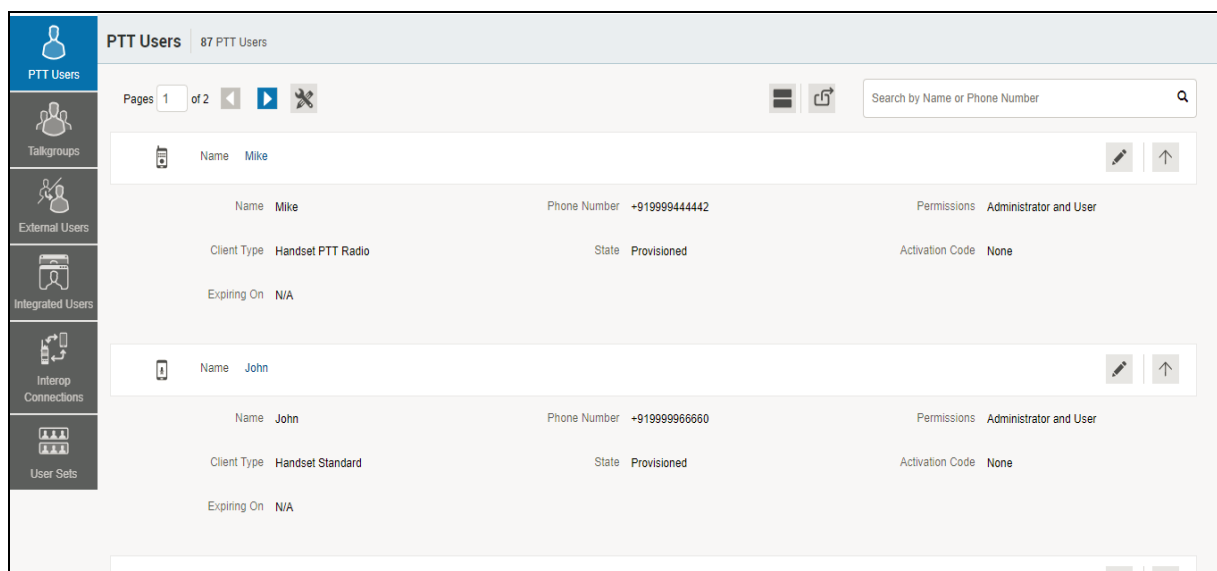 PTT Users
Talkgroups
External Users
Integrated Users
Interop
Connections
User Sets
PTT Users 87 PTT Users
Pages 1 of 2
Search by Name or Phone Number
Name Mike
Name Mike Phone Number +919999444442 Permissions Administrator and User
Client Type Handset PTT Radio State Provisioned Activation Code None
Expiring On N/A
Name John
Name John Phone Number +919999966660 Permissions Administrator and User
Client Type Handset Standard State Provisioned Activation Code None
Expiring On N/A